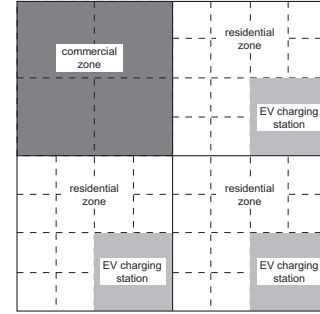 commercial
zone
residential
zone
EV charging
station
residential
zone
EV charging
station
residential
zone
EV charging
station